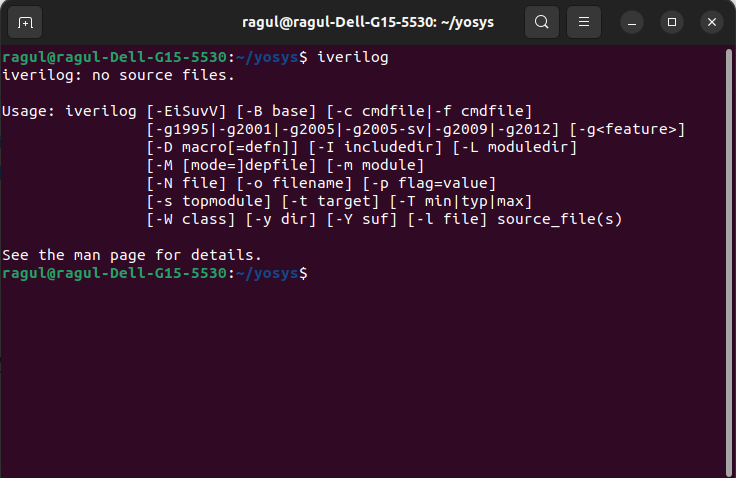 ragul@ragul-Dell-G15-5530: ~/yosys
ragul@ragul-Dell-G15-5530:~/yosys$ iverilog
iverilog: no source files.

Usage: iverilog [-EiSuvV] [-B base] [-c cmdfile|-f cmdfile]
                [-g1995|-g2001|-g2005|-g2005-sv|-g2009|-g2012] [-g<feature>]
                [-D macro[=defn]] [-I includedir] [-L moduledir]
                [-M [mode=]depfile] [-m module]
                [-N file] [-o filename] [-p flag=value]
                [-s topmodule] [-t target] [-T min|typ|max]
                [-W class] [-y dir] [-Y suf] [-l file] source_file(s)

See the man page for details.
ragul@ragul-Dell-G15-5530:~/yosys$